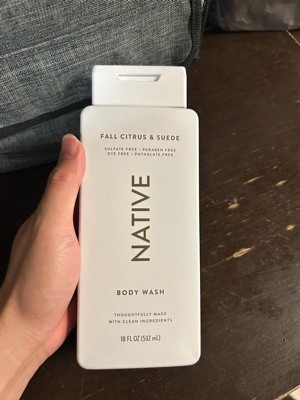 FALL CITRUS & SUEDE
SULFATE FREE • PARABEN FREE
DYE FREE • PHTHALATE FREE
NATIVE
BODY WASH
THOUGHTFULLY MADE
WITH CLEAN INGREDIENTS
18 FL OZ (532 mL)